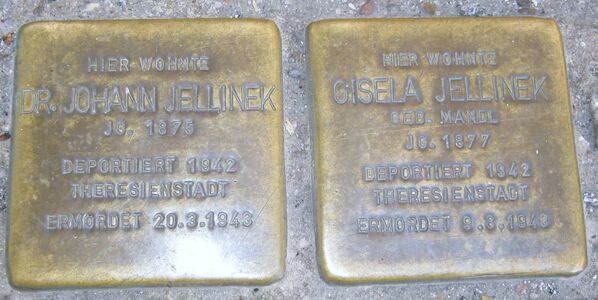 HIER WOHNTE
DR. JOHANN JELLINEK
JG. 1875
DEPORTIERT 1942
THERESIENSTADT
ERMORDET 20.3.1943
HIER WOHNTE
GISELA JELLINEK
GEB. MANDL
JG. 1877
DEPORTIERT 1942
THERESIENSTADT
ERMORDET 9.3.1943